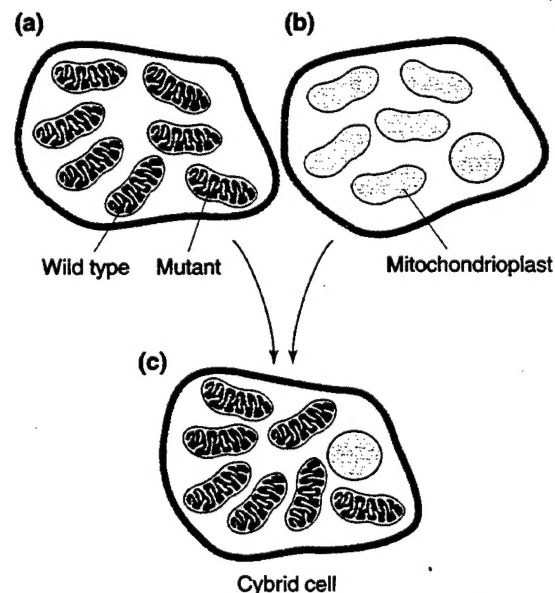 (a)
(b)
Wild type
Mutant
Mitochondrioplast
(c)
Cybrid cell